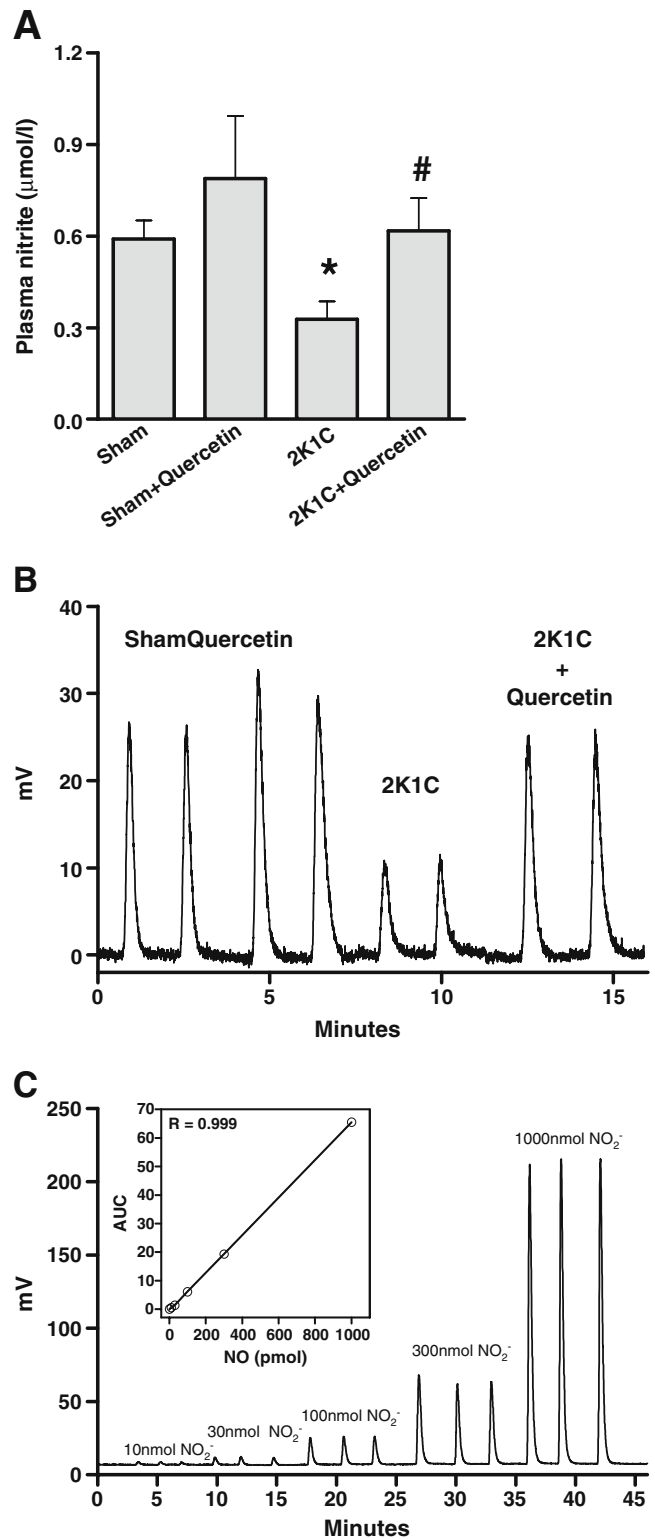 A
1.2
0.9
0.6
0.3
0.0
Plasma nitrite (μmol/l)
*
#
Sham
Sham+Quercetin
2K1C
2K1C+Quercetin
B
40
30
20
10
0
mV
ShamQuercetin
2K1C
2K1C
+
Quercetin
0 5 10 15
Minutes
C
250
200
150
100
50
0
mV
70
60
50
40
30
20
10
0
AUC
R = 0.999
0 200 400 600 800 1000
NO (pmol)
10nmol NO₂⁻
30nmol NO₂⁻
100nmol NO₂⁻
300nmol NO₂⁻
1000nmol NO₂⁻
0 5 10 15 20 25 30 35 40 45
Minutes